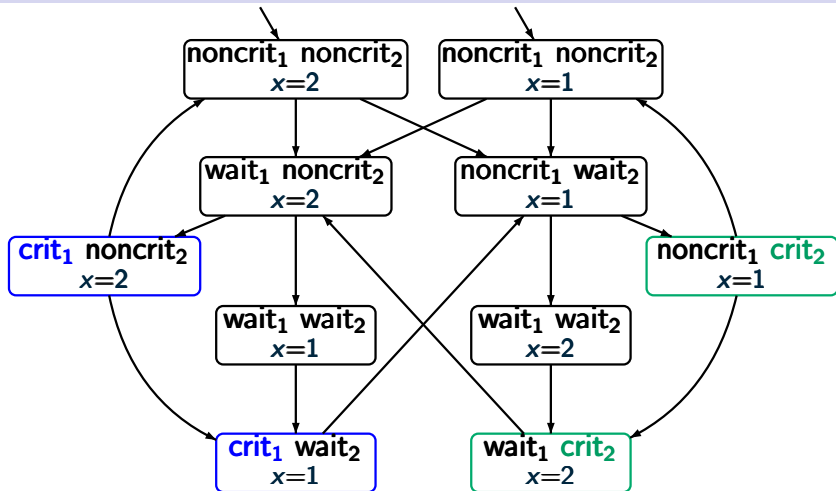 noncrit₁ noncrit₂
x=2
noncrit₁ noncrit₂
x=1
wait₁ noncrit₂
x=2
noncrit₁ wait₂
x=1
crit₁ noncrit₂
x=2
noncrit₁ crit₂
x=1
wait₁ wait₂
x=1
wait₁ wait₂
x=2
crit₁ wait₂
x=1
wait₁ crit₂
x=2